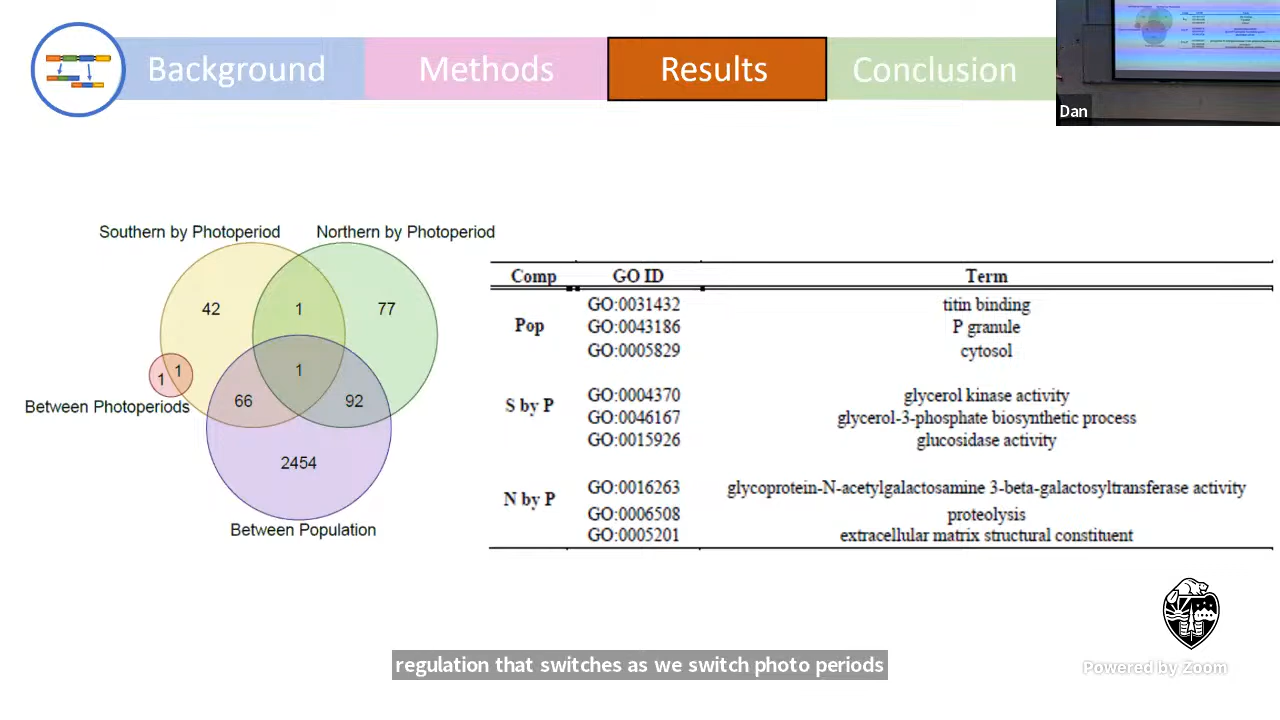 Background
Methods
Results
Conclusion
Dan
Southern by Photoperiod
Northern by Photoperiod
42
1
77
1
1
1
Between Photoperiods
66
92
2454
Between Population
Comp GO ID Term
Pop
GO:0031432 titin binding
GO:0043186 P granule
GO:0005829 cytosol
S by P
GO:0004370 glycerol kinase activity
GO:0046167 glycerol-3-phosphate biosynthetic process
GO:0015926 glucosidase activity
N by P
GO:0016263 glycoprotein-N-acetylgalactosamine 3-beta-galactosyltransferase activity
GO:0006508 proteolysis
GO:0005201 extracellular matrix structural constituent
regulation that switches as we switch photo periods
Powered by Zoom